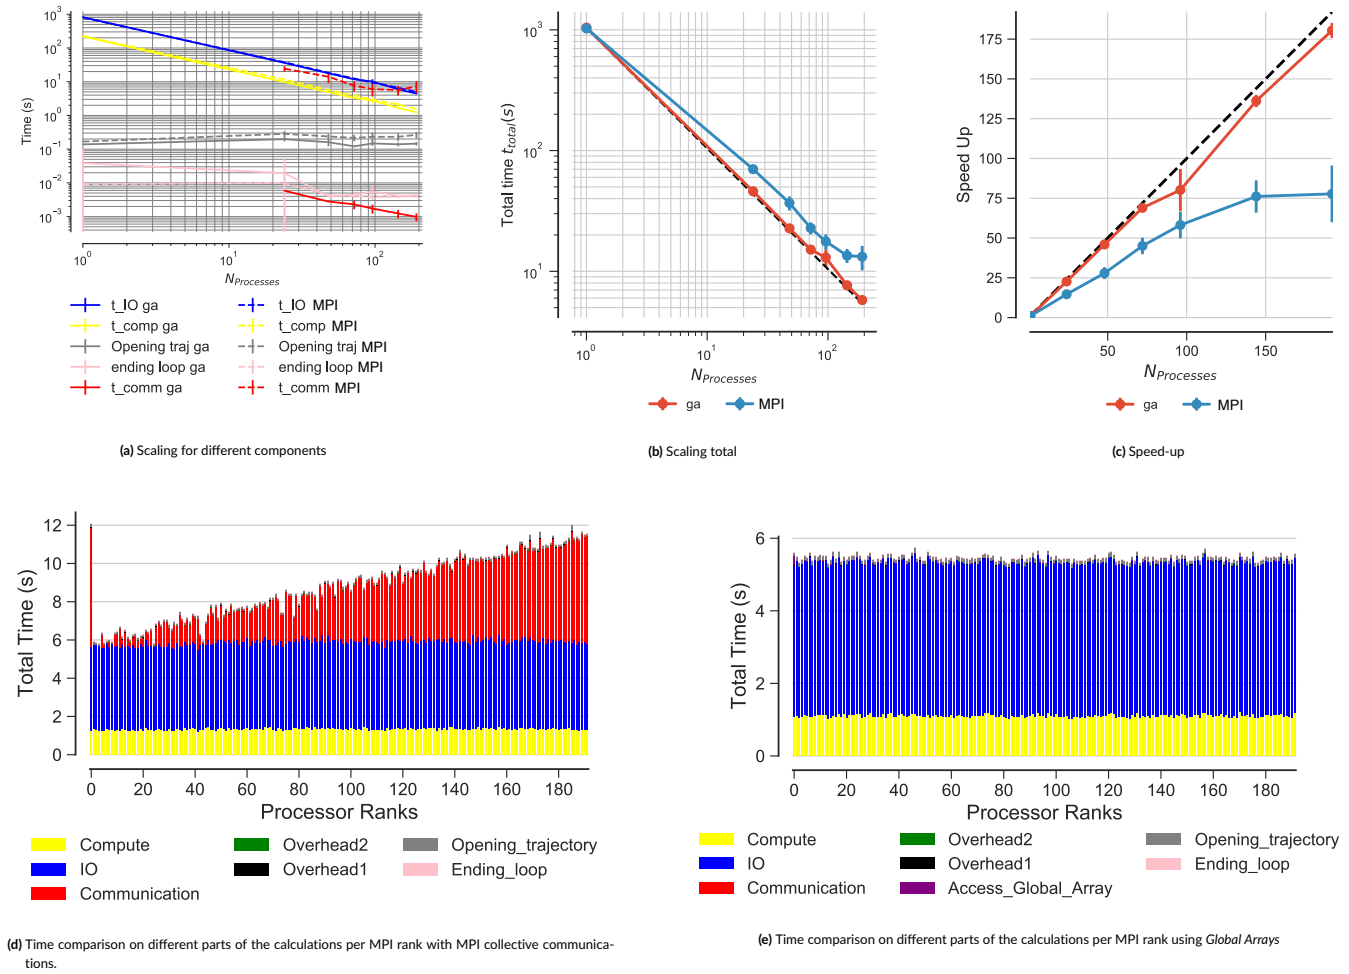 10³
10²
10¹
10⁰
10⁻¹
10⁻²
10⁻³
Time (s)
10⁰
10¹
10²
N_Processes
t_IO ga
t_IO MPI
t_comp ga
t_comp MPI
Opening traj ga
Opening traj MPI
ending loop ga
ending loop MPI
t_comm ga
t_comm MPI
(a) Scaling for different components
10³
10²
10¹
Total time t_total(s)
10⁰
10¹
10²
N_Processes
ga
MPI
(b) Scaling total
175
150
125
100
75
50
25
0
Speed Up
50
100
150
N_Processes
ga
MPI
(c) Speed-up
12
10
8
6
4
2
0
Total Time (s)
0 20 40 60 80 100 120 140 160 180
Processor Ranks
Compute
Overhead2
Opening_trajectory
IO
Overhead1
Ending_loop
Communication
(d) Time comparison on different parts of the calculations per MPI rank with MPI collective communica-
tions.
6
4
2
0
Total Time (s)
0 20 40 60 80 100 120 140 160 180
Processor Ranks
Compute
Overhead2
Opening_trajectory
IO
Overhead1
Ending_loop
Communication
Access_Global_Array
(e) Time comparison on different parts of the calculations per MPI rank using Global Arrays